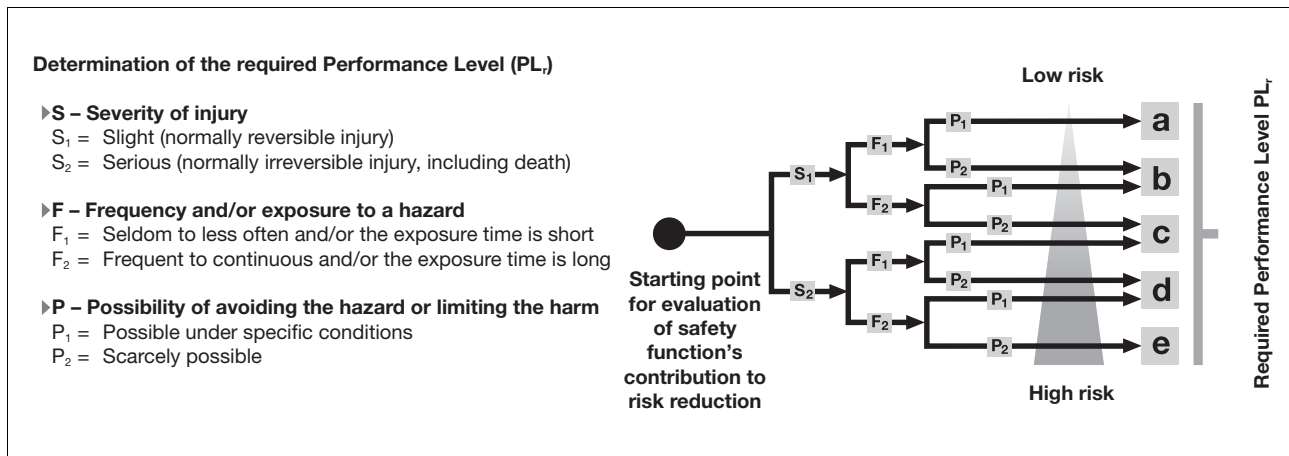 Determination of the required Performance Level (PLr)
S – Severity of injury
S1 = Slight (normally reversible injury)
S2 = Serious (normally irreversible injury, including death)
F – Frequency and/or exposure to a hazard
F1 = Seldom to less often and/or the exposure time is short
F2 = Frequent to continuous and/or the exposure time is long
P – Possibility of avoiding the hazard or limiting the harm
P1 = Possible under specific conditions
P2 = Scarcely possible
Starting point
for evaluation
of safety
function’s
contribution to
risk reduction
Low risk
P1
a
F1
P2
b
S1
P1
F2
P2
c
P1
F1
P2
d
S2
P1
F2
P2
e
High risk
Required Performance Level PLr